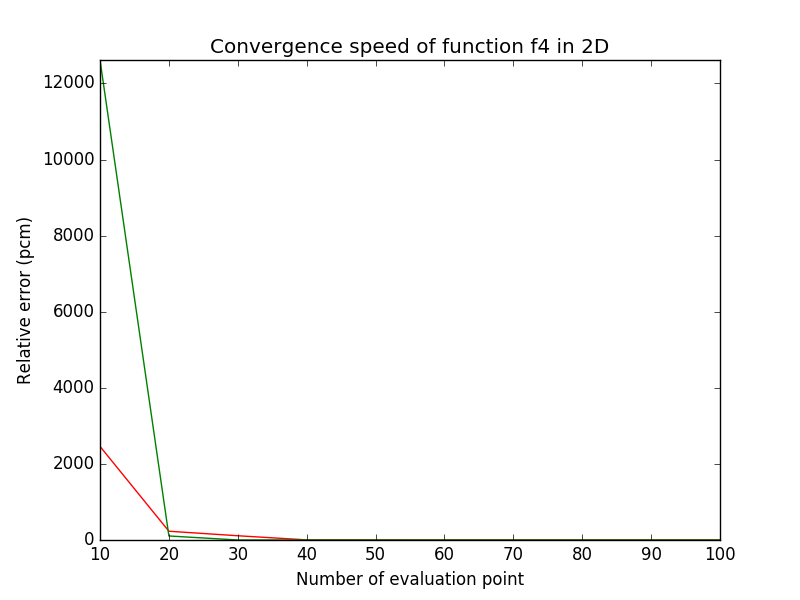 Convergence speed of function f4 in 2D
12000
10000
8000
6000
4000
2000
0
Relative error (pcm)
10 20 30 40 50 60 70 80 90 100
Number of evaluation point